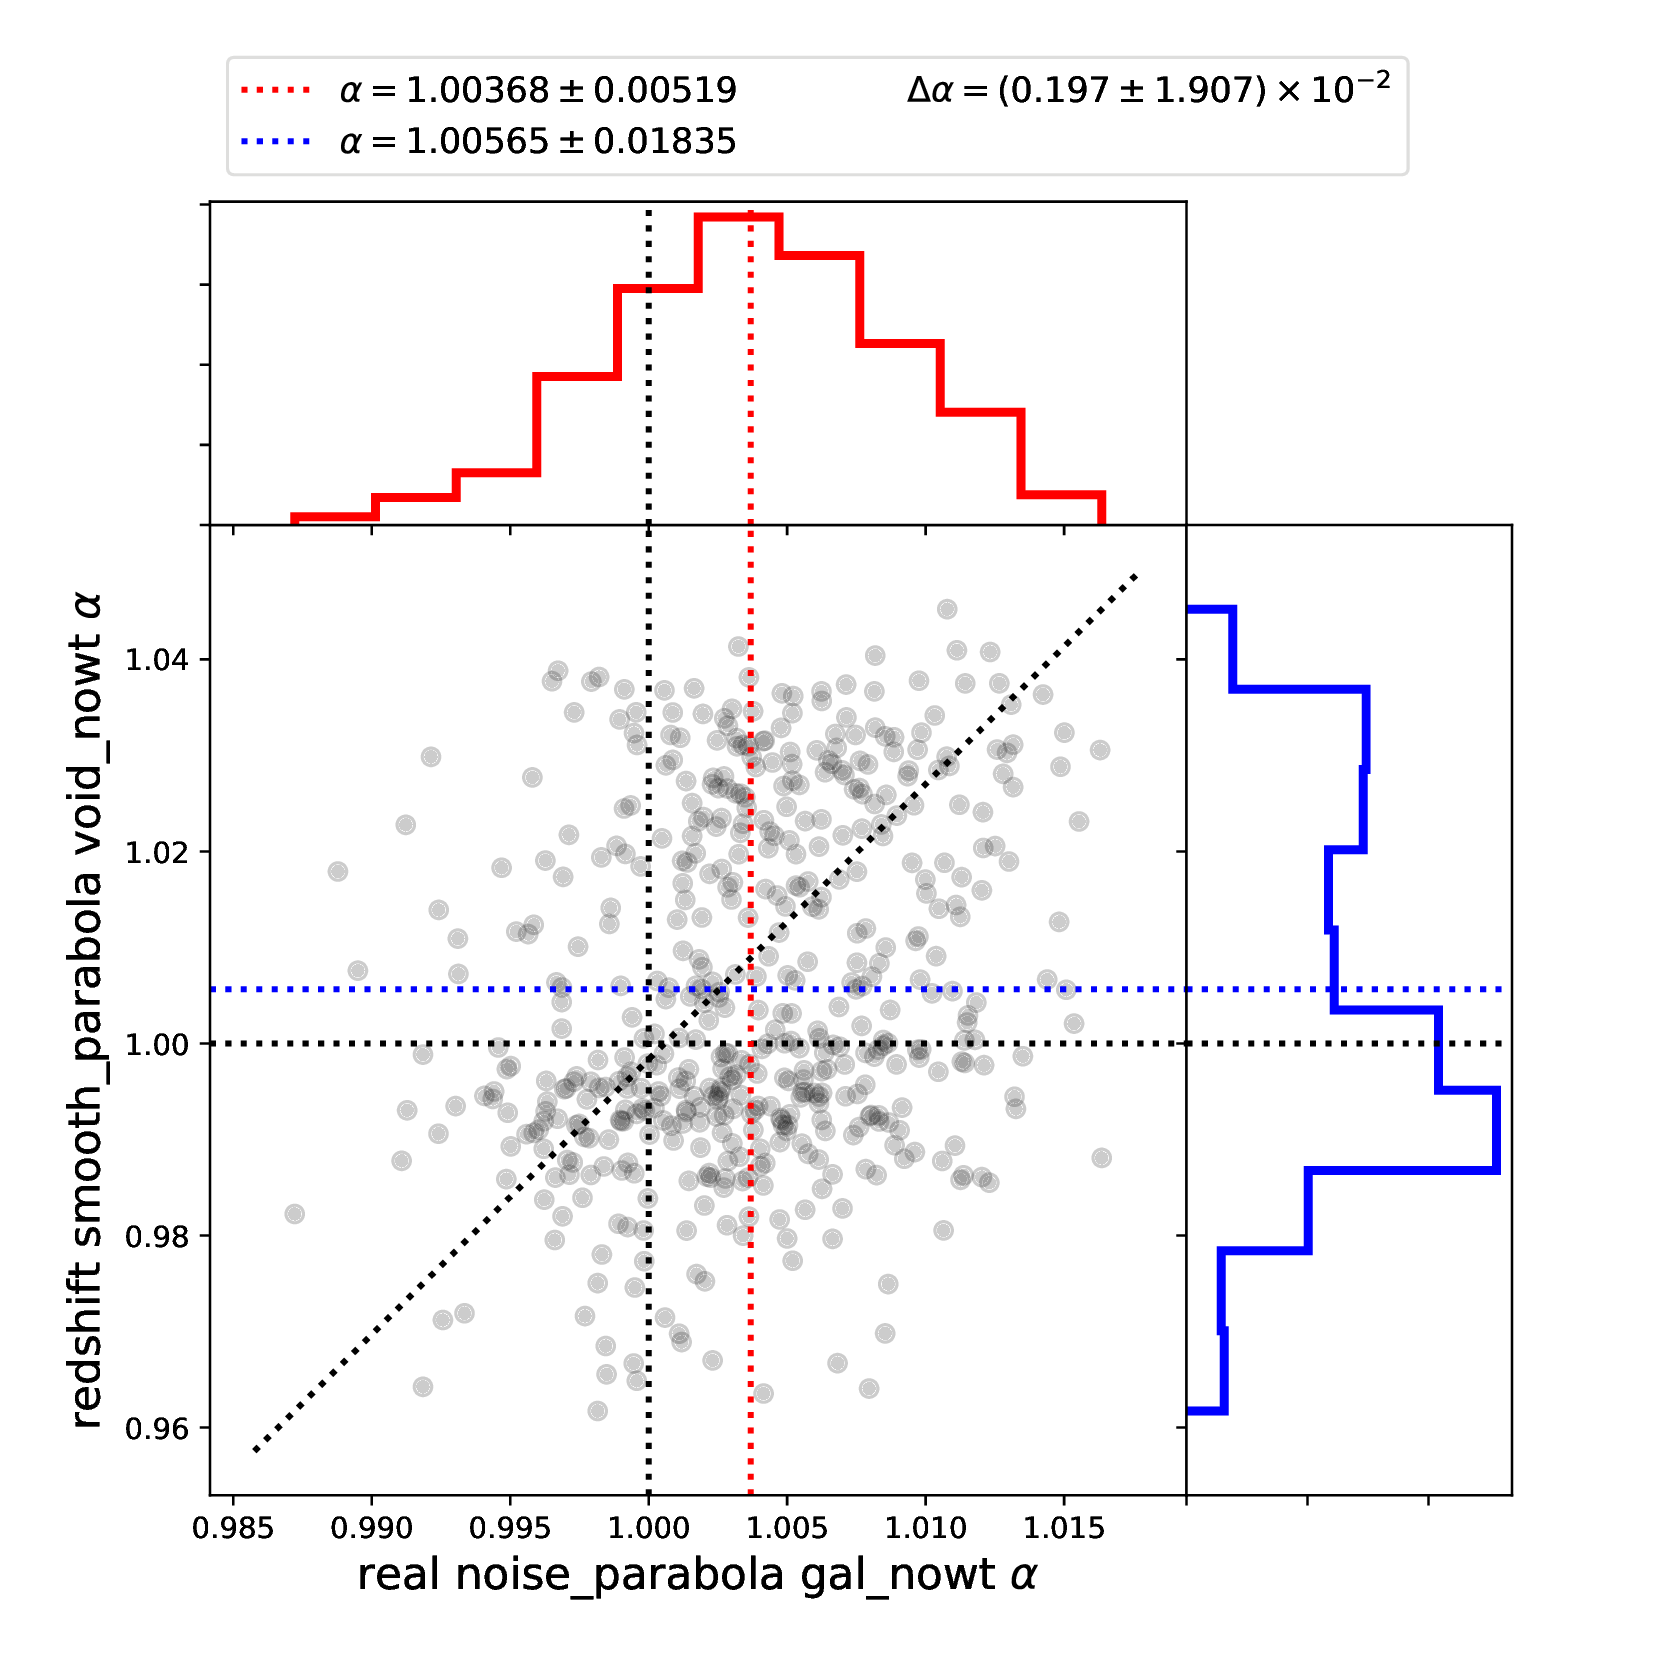 α = 1.00368 ± 0.00519
Δα = (0.197 ± 1.907) × 10⁻²
α = 1.00565 ± 0.01835
redshift smooth_parabola void_nowt α
1.04
1.02
1.00
0.98
0.96
0.985 0.990 0.995 1.000 1.005 1.010 1.015
real noise_parabola gal_nowt α